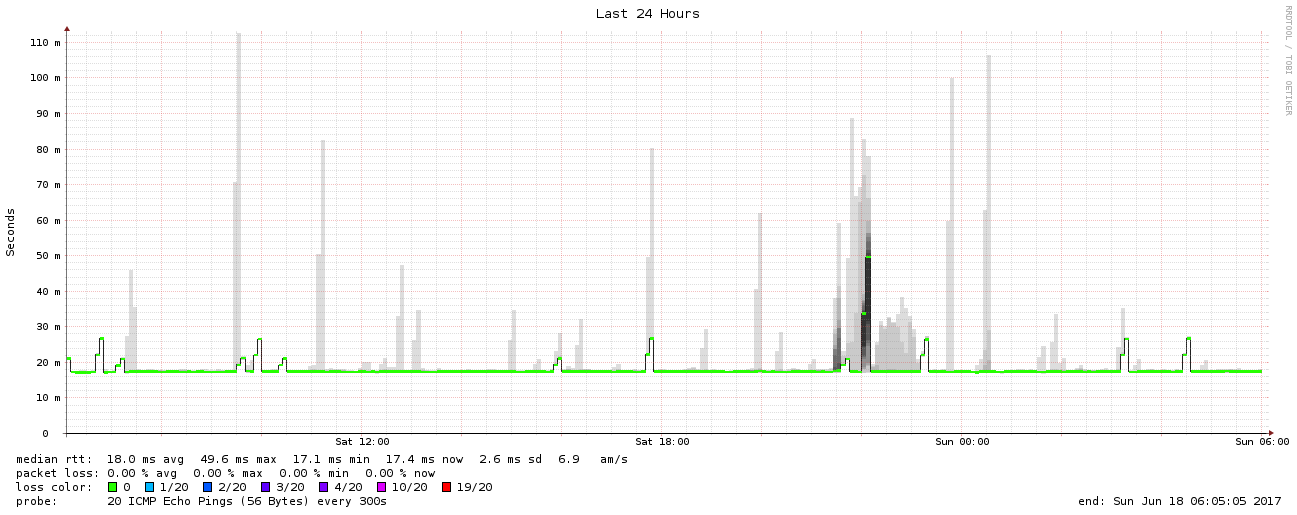 Last 24 Hours
RRDTOOL / TOBI OETIKER
Seconds
110 m
100 m
90 m
80 m
70 m
60 m
50 m
40 m
30 m
20 m
10 m
0
Sat 12:00 Sat 18:00 Sun 00:00 Sun 06:00
median rtt: 18.0 ms avg 49.6 ms max 17.1 ms min 17.4 ms now 2.6 ms sd 6.9 am/s
packet loss: 0.00 % avg 0.00 % max 0.00 % min 0.00 % now
loss color: 0 1/20 2/20 3/20 4/20 10/20 19/20
probe: 20 ICMP Echo Pings (56 Bytes) every 300s end: Sun Jun 18 06:05:05 2017